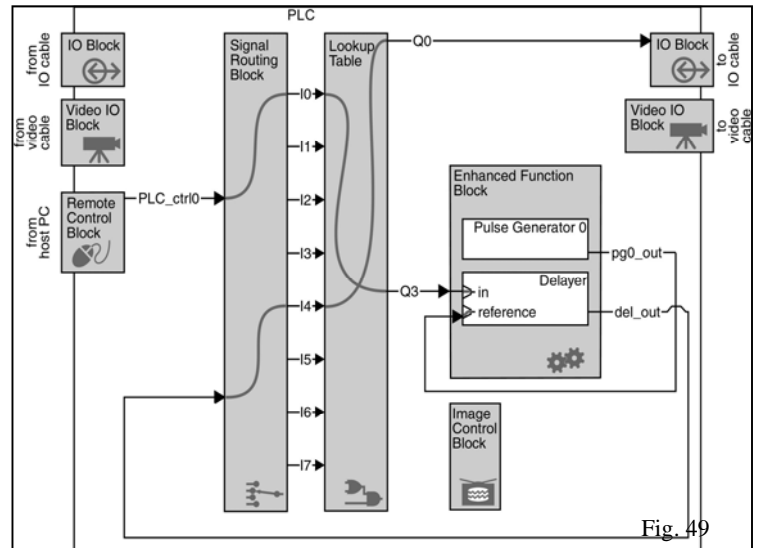 PLC
from
IO cable
IO Block
from
video
cable
Video IO
Block
from
host PC
Remote
Control
Block
PLC_ctrl0
Signal
Routing
Block
I0
I1
I2
I3
I4
I5
I6
I7
Lookup
Table
Q0
Q3
Enhanced Function
Block
Pulse Generator 0
pg0_out
Delayer
in
reference
del_out
Image
Control
Block
IO Block
to
IO cable
Video IO
Block
to
video
cable
Fig. 49